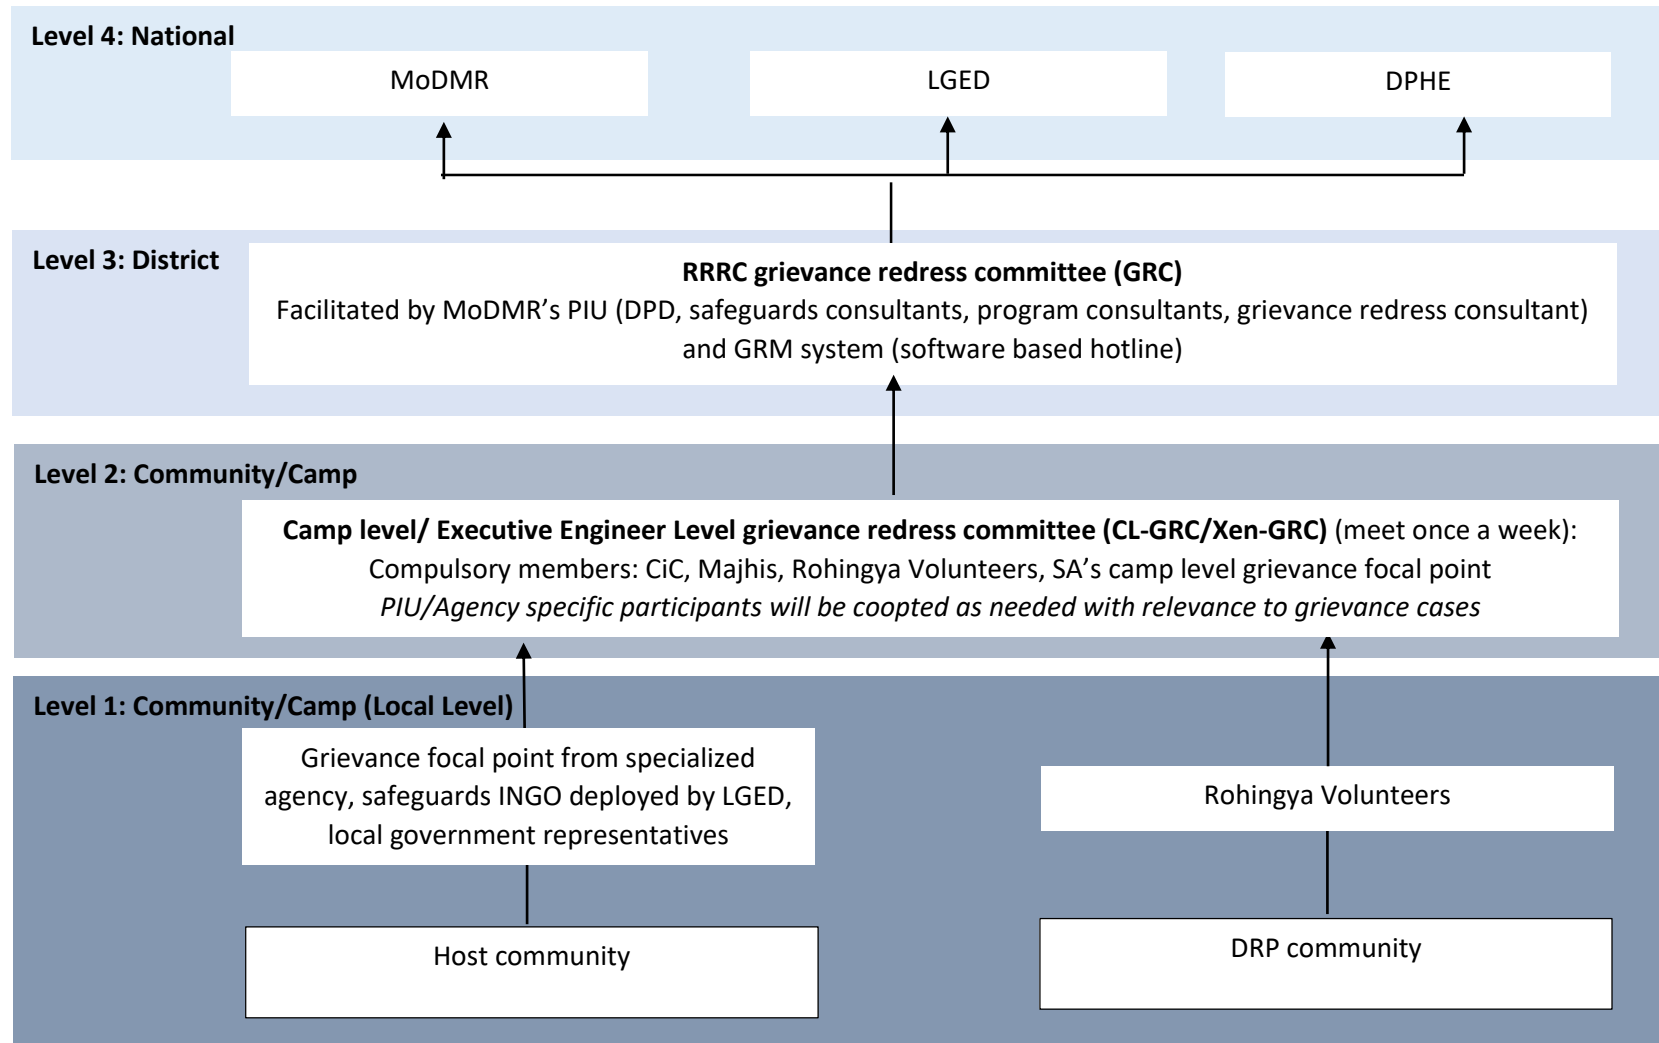 Level 4: National
MoDMR
LGED
DPHE
Level 3: District
RRRC grievance redress committee (GRC)
Facilitated by MoDMR’s PIU (DPD, safeguards consultants, program consultants, grievance redress consultant)
and GRM system (software based hotline)
Level 2: Community/Camp
Camp level/ Executive Engineer Level grievance redress committee (CL-GRC/Xen-GRC) (meet once a week):
Compulsory members: CiC, Majhis, Rohingya Volunteers, SA’s camp level grievance focal point
PIU/Agency specific participants will be coopted as needed with relevance to grievance cases
Level 1: Community/Camp (Local Level)
Grievance focal point from specialized
agency, safeguards INGO deployed by LGED,
local government representatives
Rohingya Volunteers
Host community
DRP community